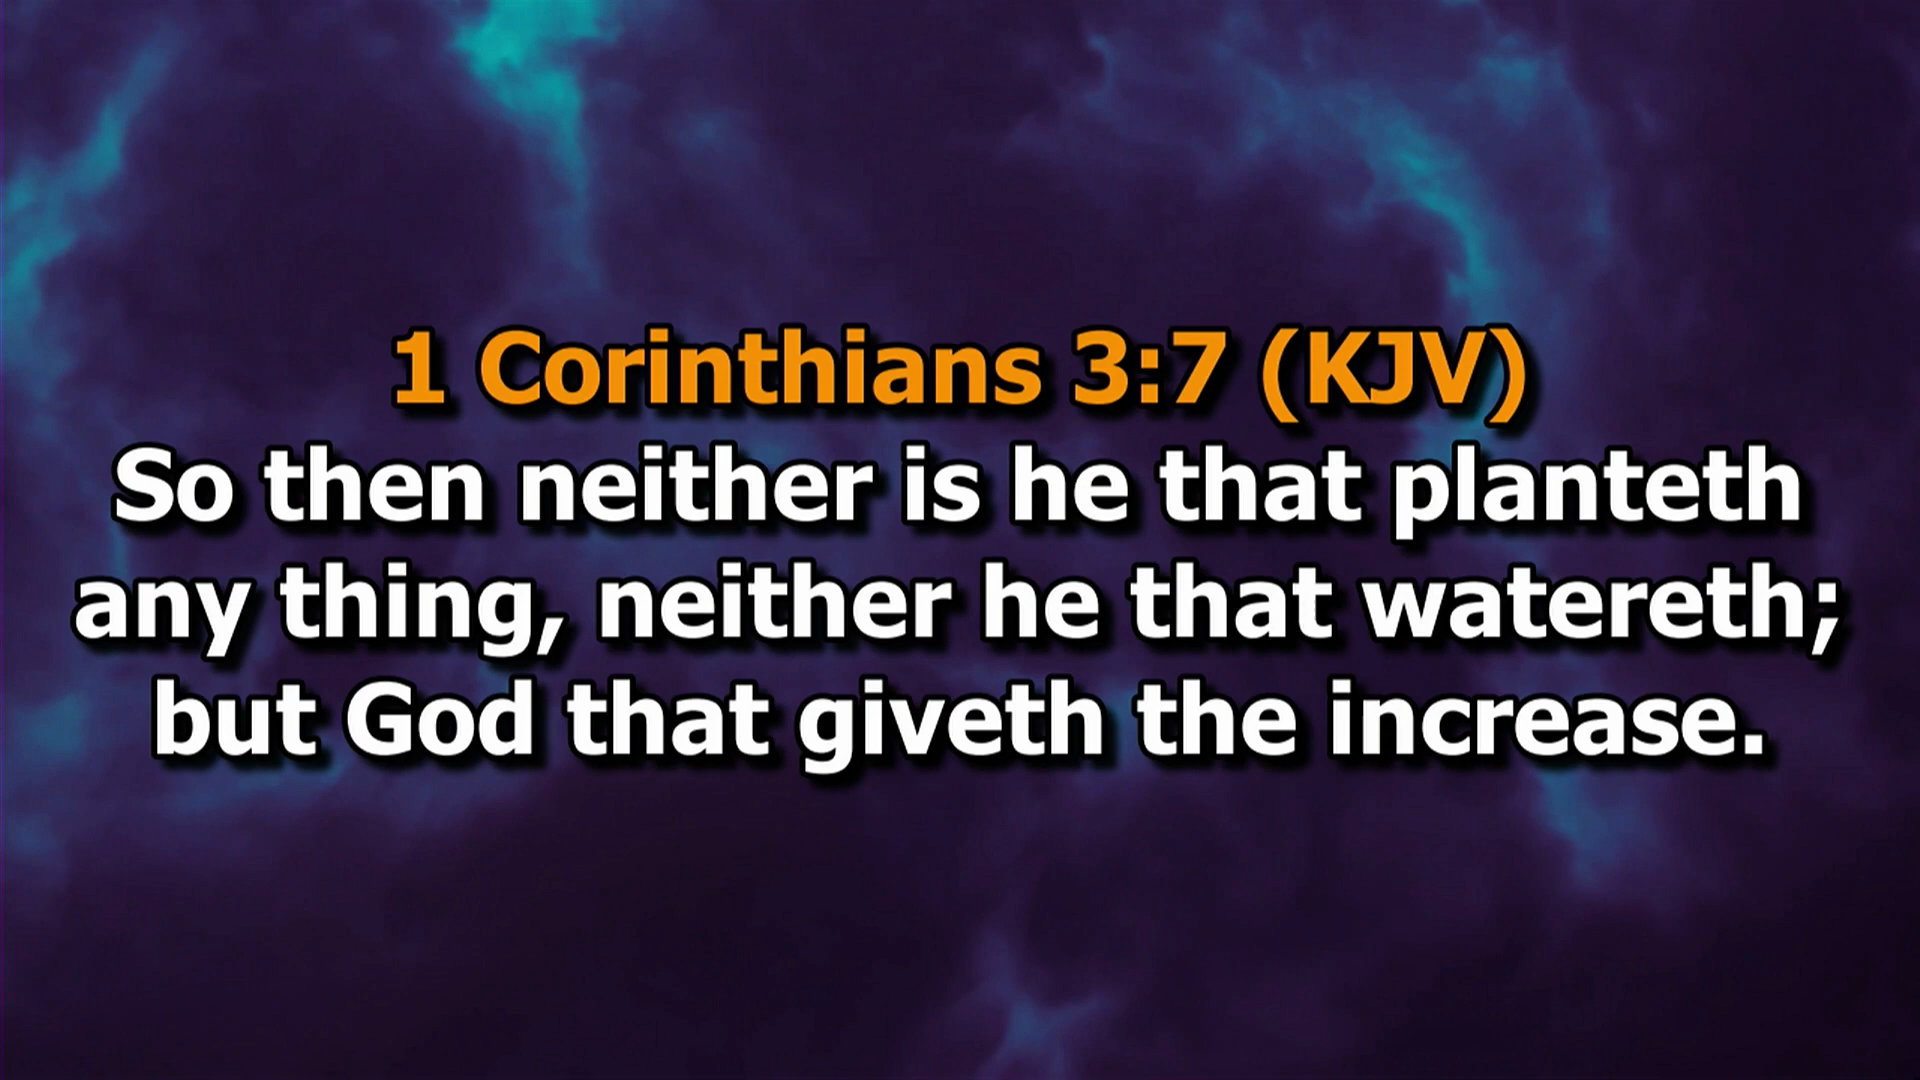 1 Corinthians 3:7 (KJV)
So then neither is he that planteth
any thing, neither he that watereth;
but God that giveth the increase.